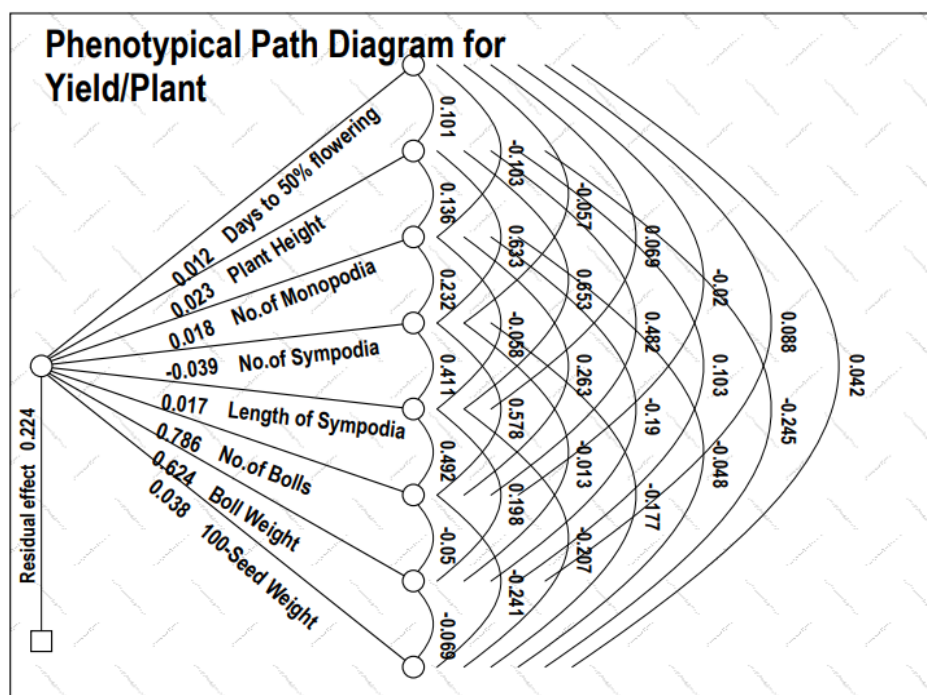 Phenotypical Path Diagram for
Yield/Plant
0.012 Days to 50% flowering
0.023 Plant Height
0.018 No.of Monopodia
-0.039 No.of Sympodia
0.017 Length of Sympodia
0.786 No.of Bolls
0.624 Boll Weight
0.038 100-Seed Weight
Residual effect 0.224
0.101
0.136
0.232
0.411
0.492
-0.05
-0.069
-0.103
0.633
-0.058
0.578
0.198
-0.241
-0.057
0.653
0.263
-0.013
-0.207
0.069
0.482
-0.19
-0.177
-0.02
0.103
-0.048
0.088
-0.245
0.042